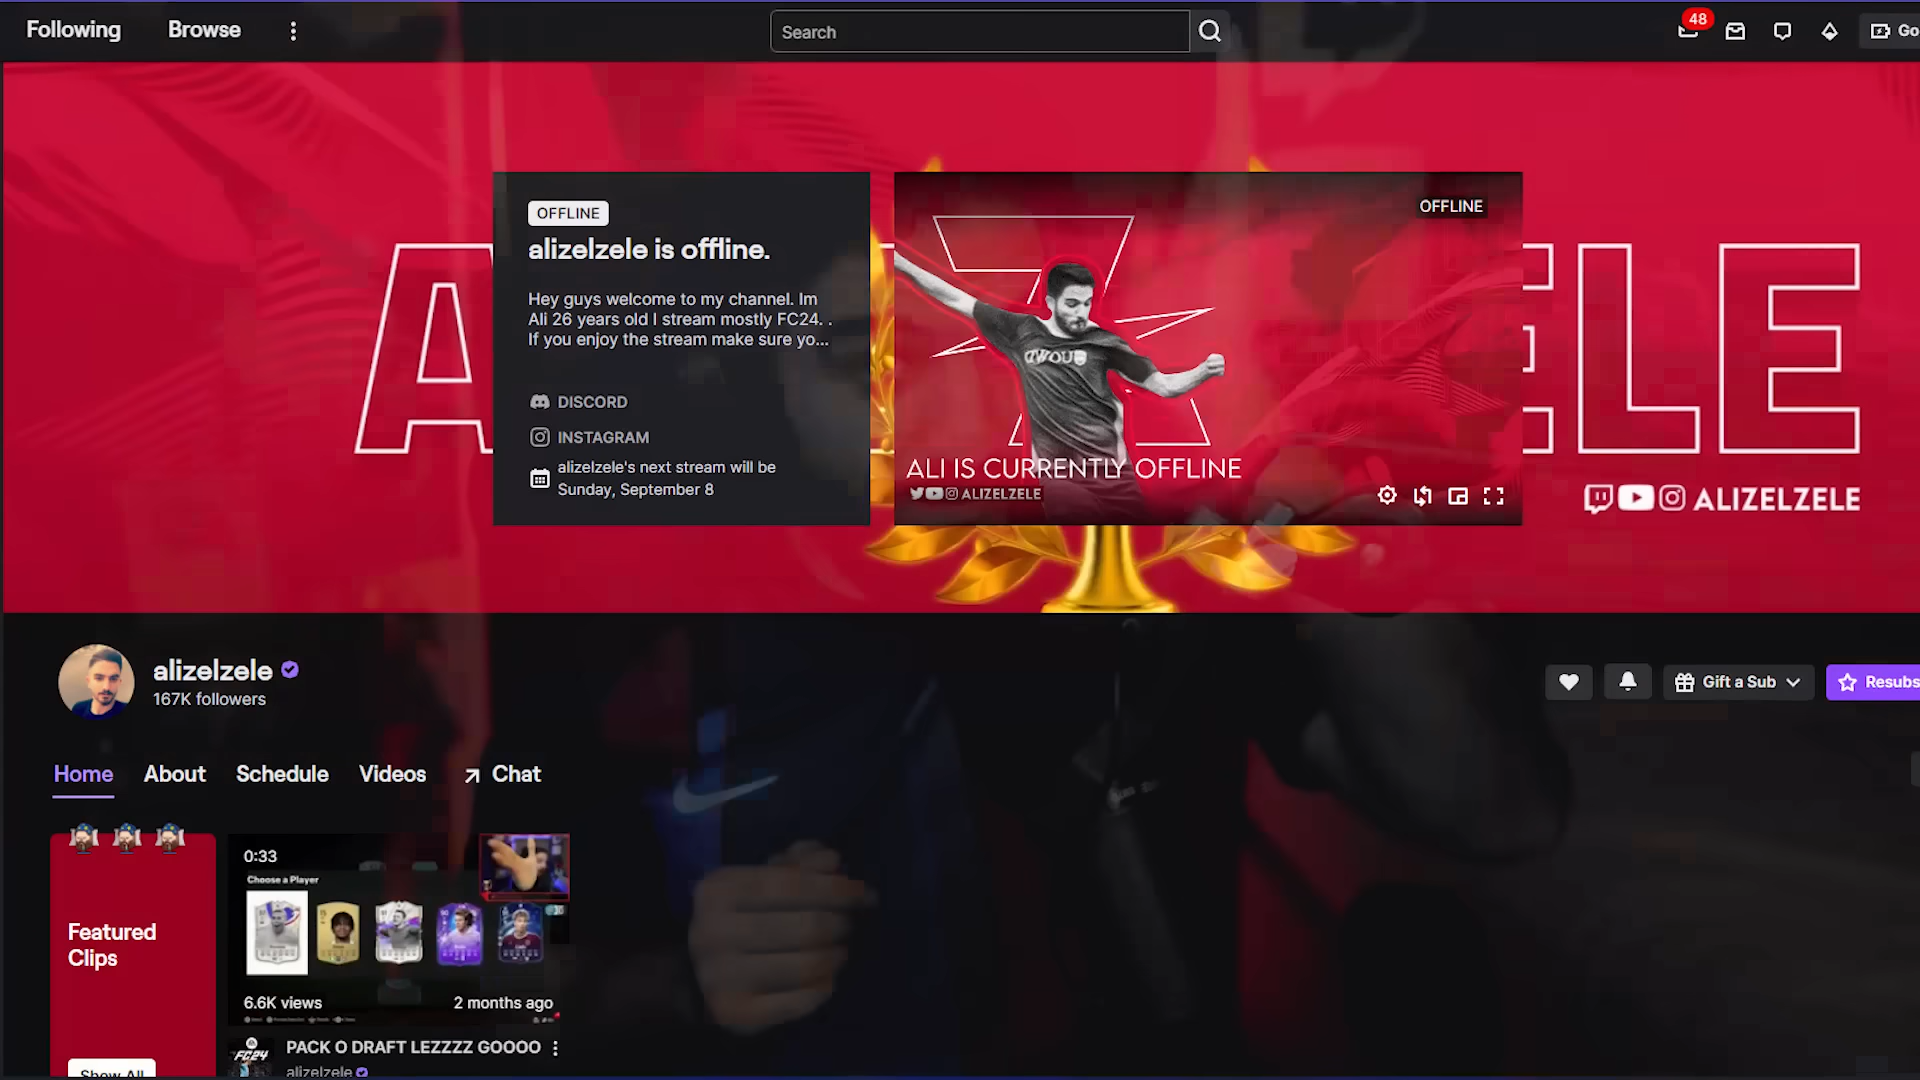 Following Browse
Search
48
Go
OFFLINE
alizelzele is offline.
Hey guys welcome to my channel. Im
Ali 26 years old I stream mostly FC24. .
If you enjoy the stream make sure yo...
DISCORD
INSTAGRAM
alizelzele's next stream will be
Sunday, September 8
OFFLINE
ALI IS CURRENTLY OFFLINE
ALIZELZELE
A
ELE
ALIZELZELE
alizelzele
167K followers
Gift a Sub
Resubs
Home About Schedule Videos Chat
Featured
Clips
Show All
0:33
Choose a Player
6.6K views
2 months ago
FC24
PACK O DRAFT LEZZZZ GOOOO
alizelzele